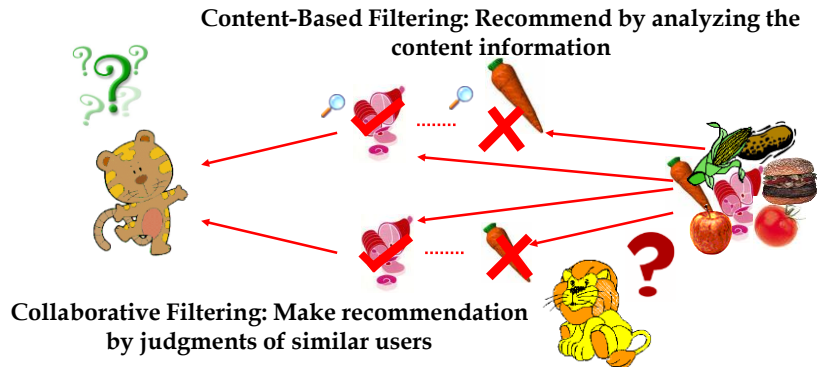 Content-Based Filtering: Recommend by analyzing the
content information
Collaborative Filtering: Make recommendation
by judgments of similar users